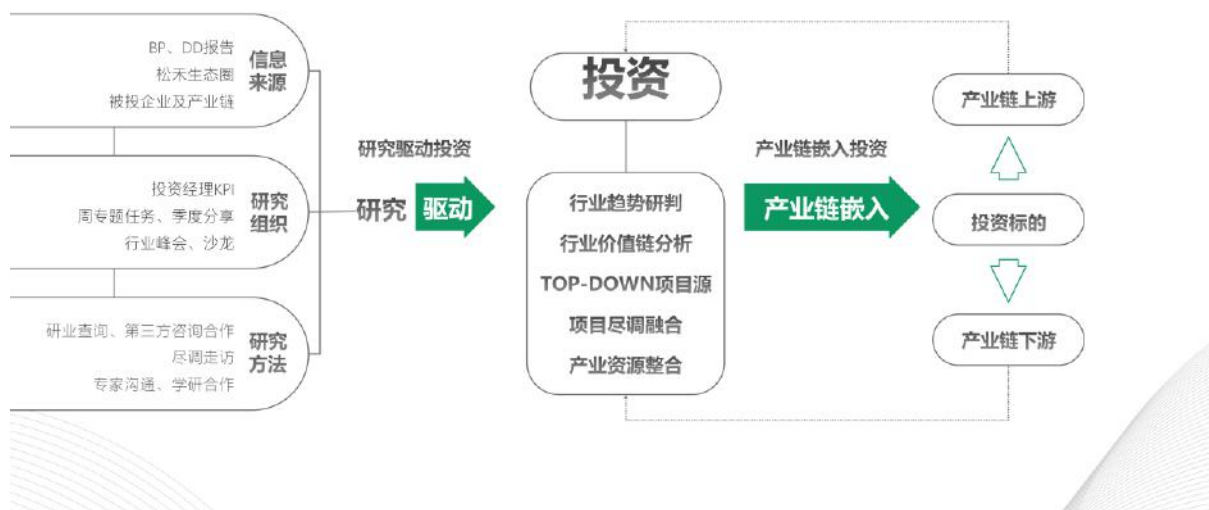 BP、DD报告
松禾生态圈
被投企业及产业链
信息
来源
投资经理KPI
周专题任务、季度分享
行业峰会、沙龙
研究
组织
研业查询、第三方咨询合作
尽调走访
专家沟通、学研合作
研究
方法
研究驱动投资
研究 驱动
投资
行业趋势研判
行业价值链分析
TOP-DOWN项目源
项目尽调融合
产业资源整合
产业链嵌入投资
产业链嵌入
产业链上游
投资标的
产业链下游